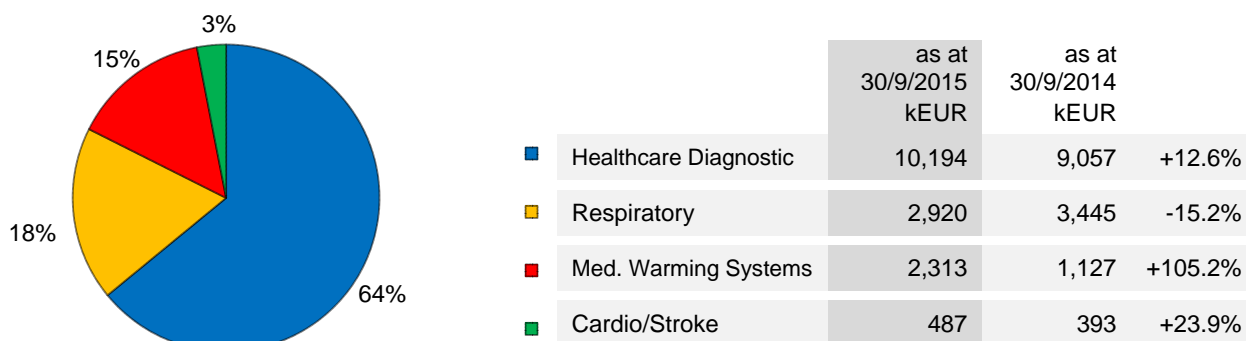 3%
15%
18%
64%
as at as at
30/9/2015 30/9/2014
kEUR kEUR
Healthcare Diagnostic 10,194 9,057 +12.6%
Respiratory 2,920 3,445 -15.2%
Med. Warming Systems 2,313 1,127 +105.2%
Cardio/Stroke 487 393 +23.9%